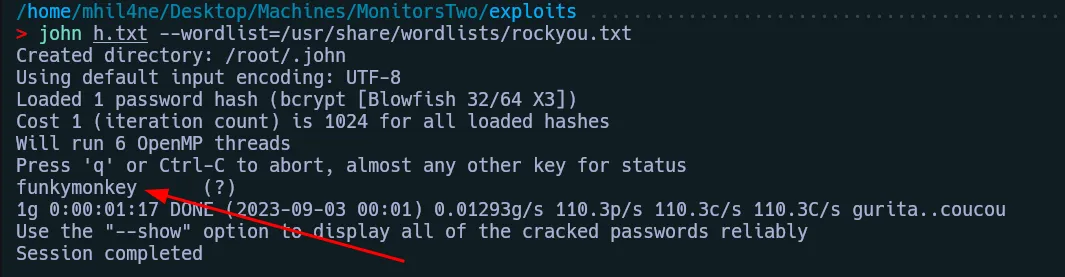 /home/mhil4ne/Desktop/Machines/MonitorsTwo/exploits ........................................
> john h.txt --wordlist=/usr/share/wordlists/rockyou.txt
Created directory: /root/.john
Using default input encoding: UTF-8
Loaded 1 password hash (bcrypt [Blowfish 32/64 X3])
Cost 1 (iteration count) is 1024 for all loaded hashes
Will run 6 OpenMP threads
Press 'q' or Ctrl-C to abort, almost any other key for status
funkymonkey      (?)
1g 0:00:01:17 DONE (2023-09-03 00:01) 0.01293g/s 110.3p/s 110.3c/s 110.3C/s gurita..coucou
Use the "--show" option to display all of the cracked passwords reliably
Session completed